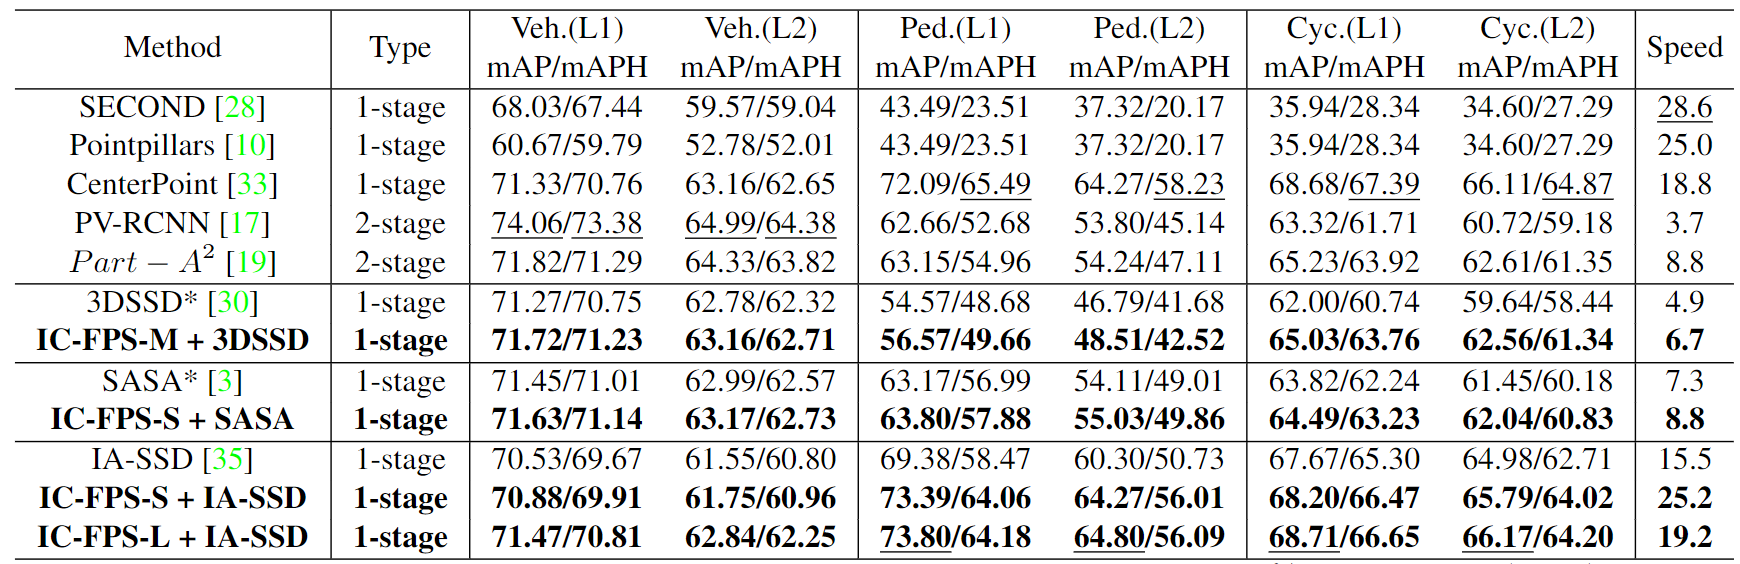 Method Type Veh.(L1) Veh.(L2) Ped.(L1) Ped.(L2) Cyc.(L1) Cyc.(L2) Speed
mAP/mAPH mAP/mAPH mAP/mAPH mAP/mAPH mAP/mAPH mAP/mAPH
SECOND [28] 1-stage 68.03/67.44 59.57/59.04 43.49/23.51 37.32/20.17 35.94/28.34 34.60/27.29 28.6
Pointpillars [10] 1-stage 60.67/59.79 52.78/52.01 43.49/23.51 37.32/20.17 35.94/28.34 34.60/27.29 25.0
CenterPoint [33] 1-stage 71.33/70.76 63.16/62.65 72.09/65.49 64.27/58.23 68.68/67.39 66.11/64.87 18.8
PV-RCNN [17] 2-stage 74.06/73.38 64.99/64.38 62.66/52.68 53.80/45.14 63.32/61.71 60.72/59.18 3.7
Part − A² [19] 2-stage 71.82/71.29 64.33/63.82 63.15/54.96 54.24/47.11 65.23/63.92 62.61/61.35 8.8
3DSSD* [30] 1-stage 71.27/70.75 62.78/62.32 54.57/48.68 46.79/41.68 62.00/60.74 59.64/58.44 4.9
IC-FPS-M + 3DSSD 1-stage 71.72/71.23 63.16/62.71 56.57/49.66 48.51/42.52 65.03/63.76 62.56/61.34 6.7
SASA* [3] 1-stage 71.45/71.01 62.99/62.57 63.17/56.99 54.11/49.01 63.82/62.24 61.45/60.18 7.3
IC-FPS-S + SASA 1-stage 71.63/71.14 63.17/62.73 63.80/57.88 55.03/49.86 64.49/63.23 62.04/60.83 8.8
IA-SSD [35] 1-stage 70.53/69.67 61.55/60.80 69.38/58.47 60.30/50.73 67.67/65.30 64.98/62.71 15.5
IC-FPS-S + IA-SSD 1-stage 70.88/69.91 61.75/60.96 73.39/64.06 64.27/56.01 68.20/66.47 65.79/64.02 25.2
IC-FPS-L + IA-SSD 1-stage 71.47/70.81 62.84/62.25 73.80/64.18 64.80/56.09 68.71/66.65 66.17/64.20 19.2